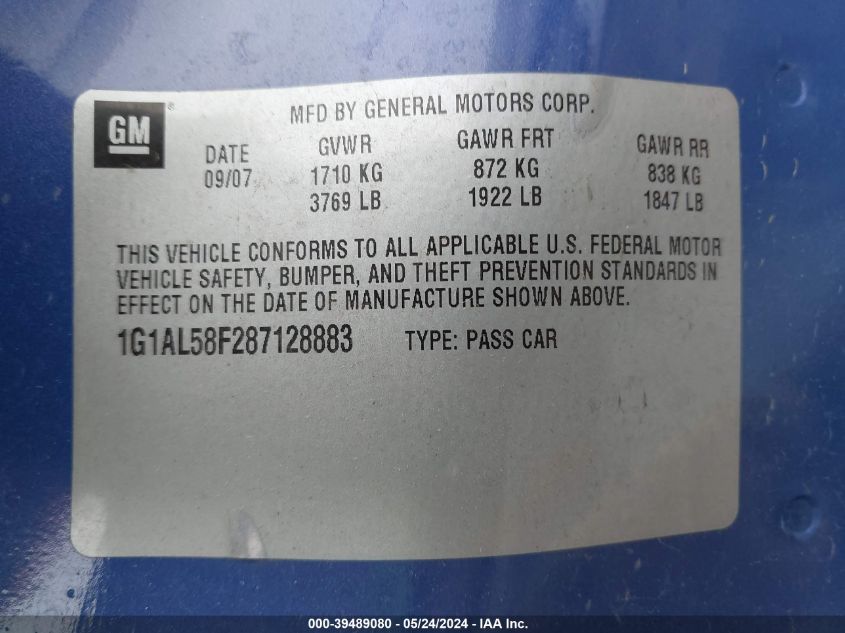 GM
MFD BY GENERAL MOTORS CORP.
DATE GVWR GAWR FRT GAWR RR
09/07 1710 KG 872 KG 838 KG
3769 LB 1922 LB 1847 LB
THIS VEHICLE CONFORMS TO ALL APPLICABLE U.S. FEDERAL MOTOR
VEHICLE SAFETY, BUMPER, AND THEFT PREVENTION STANDARDS IN
EFFECT ON THE DATE OF MANUFACTURE SHOWN ABOVE.
1G1AL58F287128883 TYPE: PASS CAR
000-39489080 - 05/24/2024 - IAA Inc.